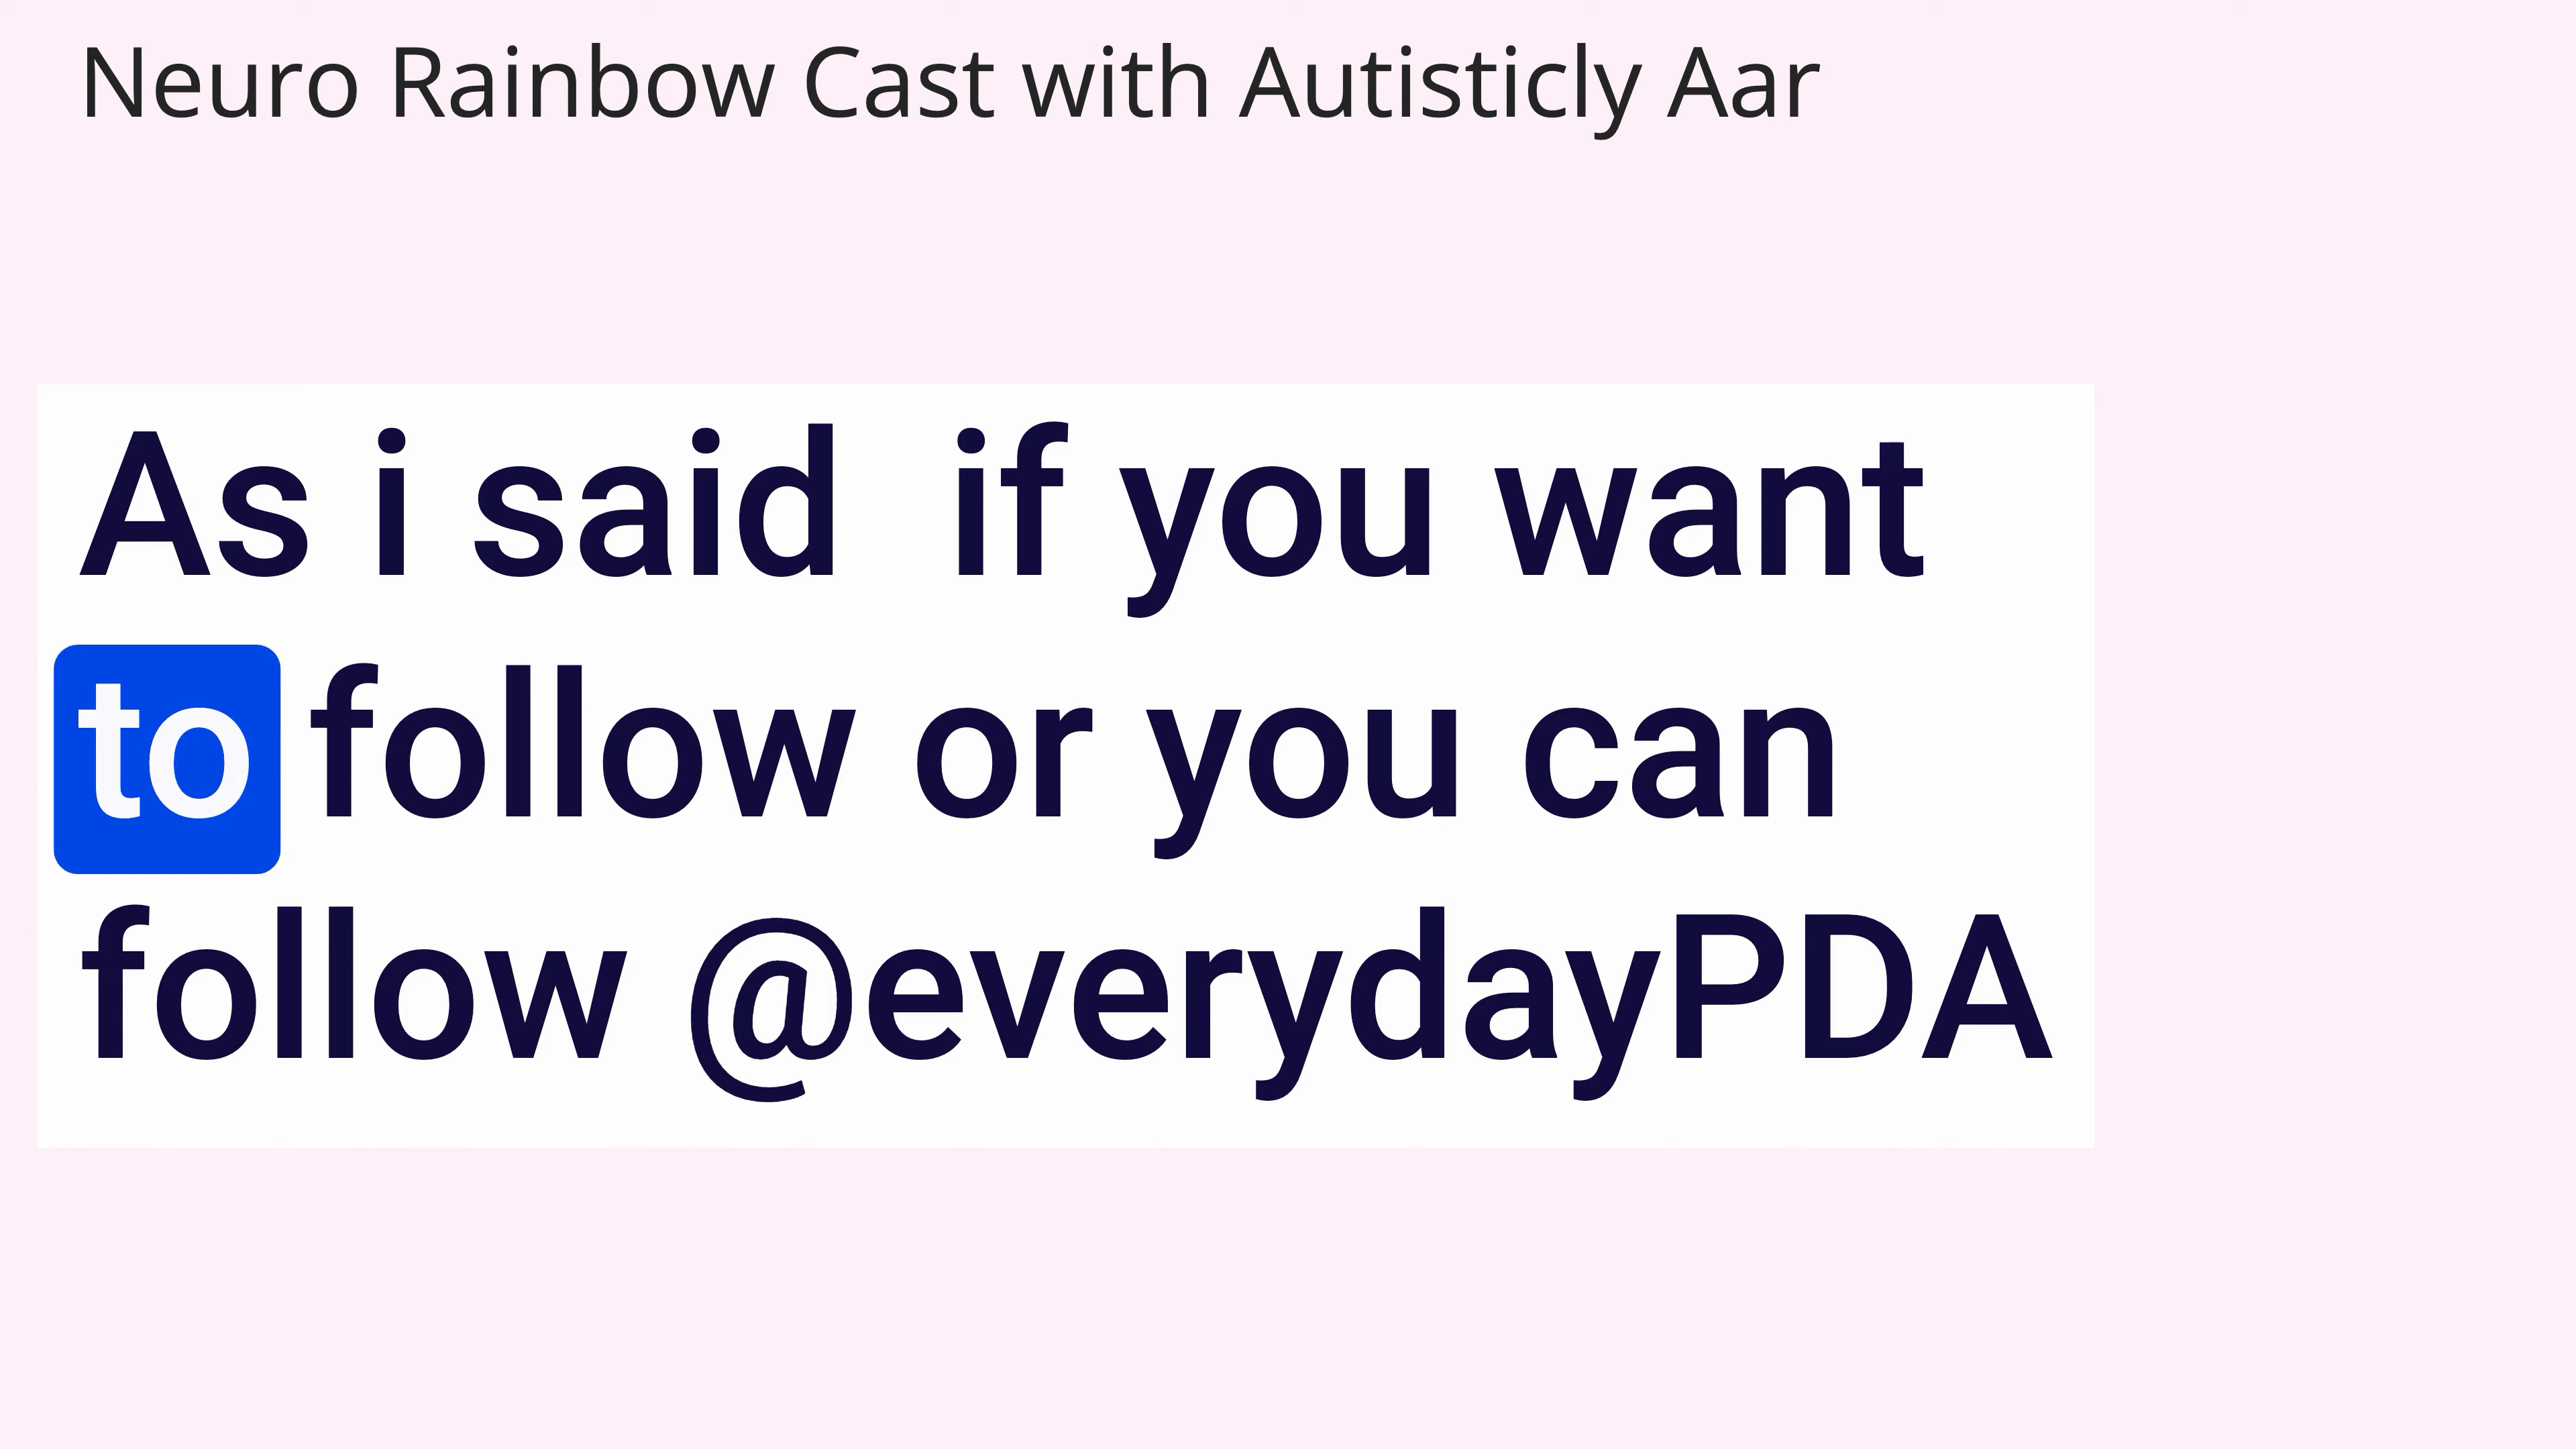 Neuro Rainbow Cast with Autisticly Aar
As i said  if you want
to follow or you can
follow @everydayPDA